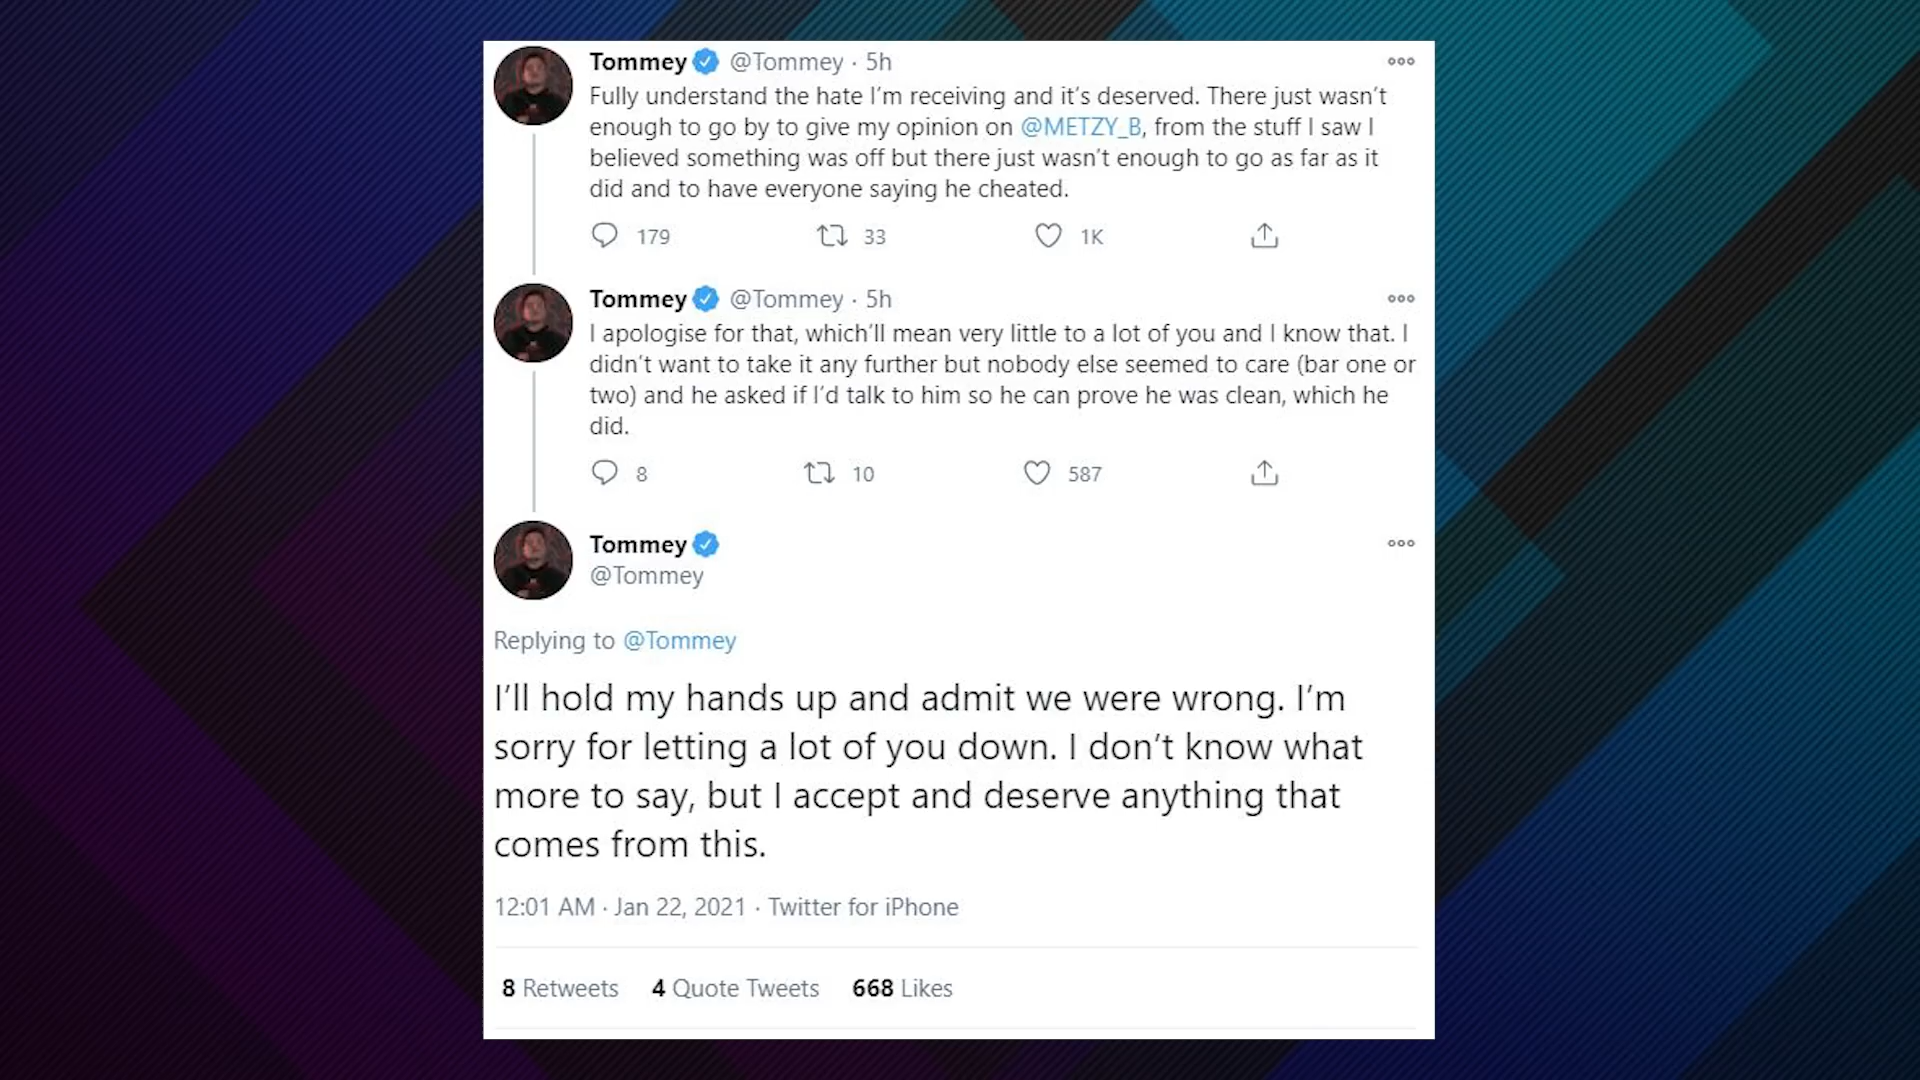 Tommey @Tommey · 5h
Fully understand the hate I'm receiving and it's deserved. There just wasn't
enough to go by to give my opinion on @METZY_B, from the stuff I saw I
believed something was off but there just wasn't enough to go as far as it
did and to have everyone saying he cheated.
179 33 1K
Tommey @Tommey · 5h
I apologise for that, which'll mean very little to a lot of you and I know that. I
didn't want to take it any further but nobody else seemed to care (bar one or
two) and he asked if I'd talk to him so he can prove he was clean, which he
did.
8 10 587
Tommey
@Tommey
Replying to @Tommey
I'll hold my hands up and admit we were wrong. I'm
sorry for letting a lot of you down. I don't know what
more to say, but I accept and deserve anything that
comes from this.
12:01 AM · Jan 22, 2021 · Twitter for iPhone
8 Retweets 4 Quote Tweets 668 Likes